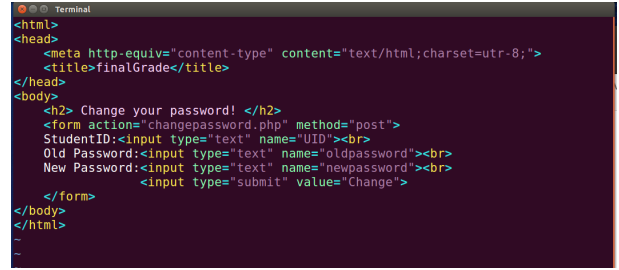 Terminal
<html>
<head>
    <meta http-equiv="content-type" content="text/html;charset=utr-8;">
    <title>finalGrade</title>
</head>
<body>
    <h2> Change your password! </h2>
    <form action="changepassword.php" method="post">
    StudentID:<input type="text" name="UID"><br>
    Old Password:<input type="text" name="oldpassword"><br>
    New Password:<input type="text" name="newpassword"><br>
                 <input type="submit" value="Change">
    </form>
</body>
</html>
~
~
~